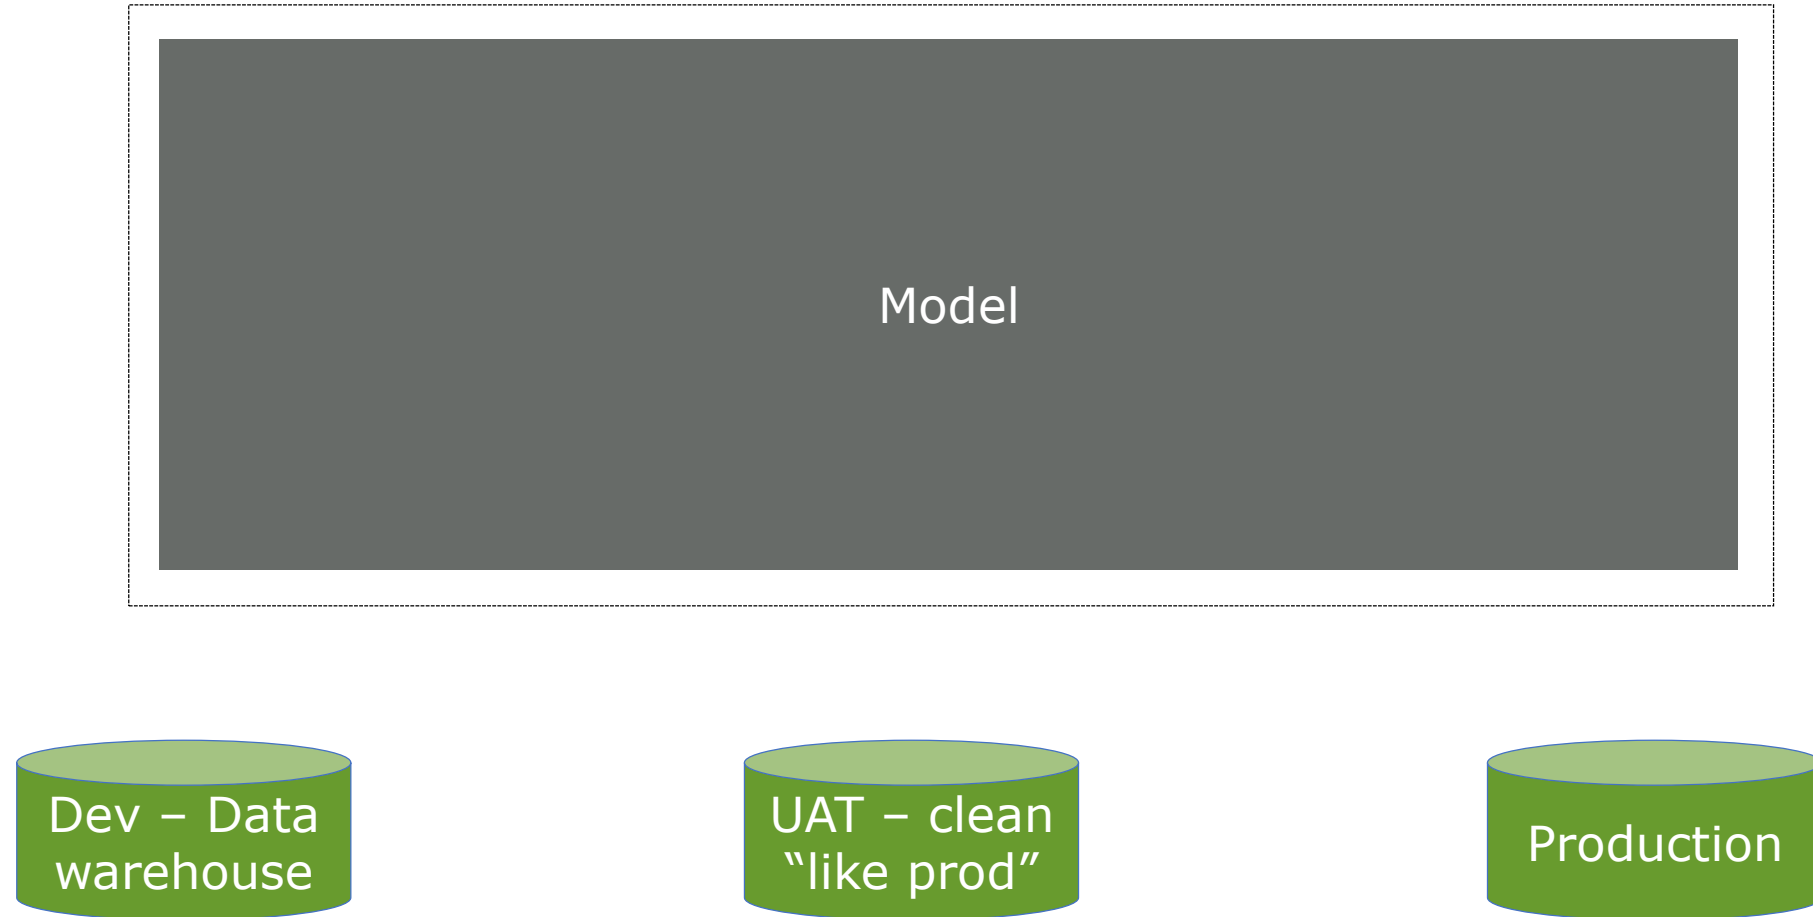 Model
Dev – Data
warehouse
UAT – clean
“like prod”
Production